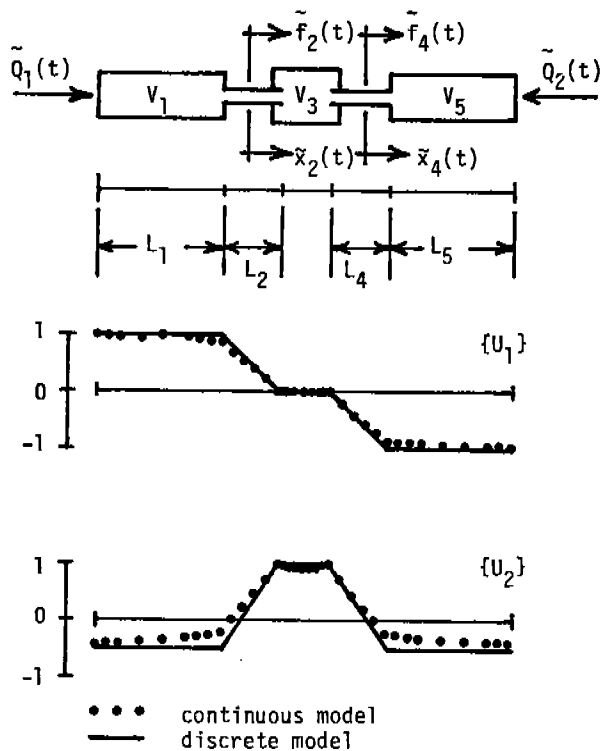 Q̃₁(t) f̃₂(t) f̃₄(t) Q̃₂(t)
V₁ V₃ V₅
x̃₂(t) x̃₄(t)
L₁ L₂ L₄ L₅
1
0
-1
{U₁}
1
0
-1
{U₂}
continuous model
discrete model